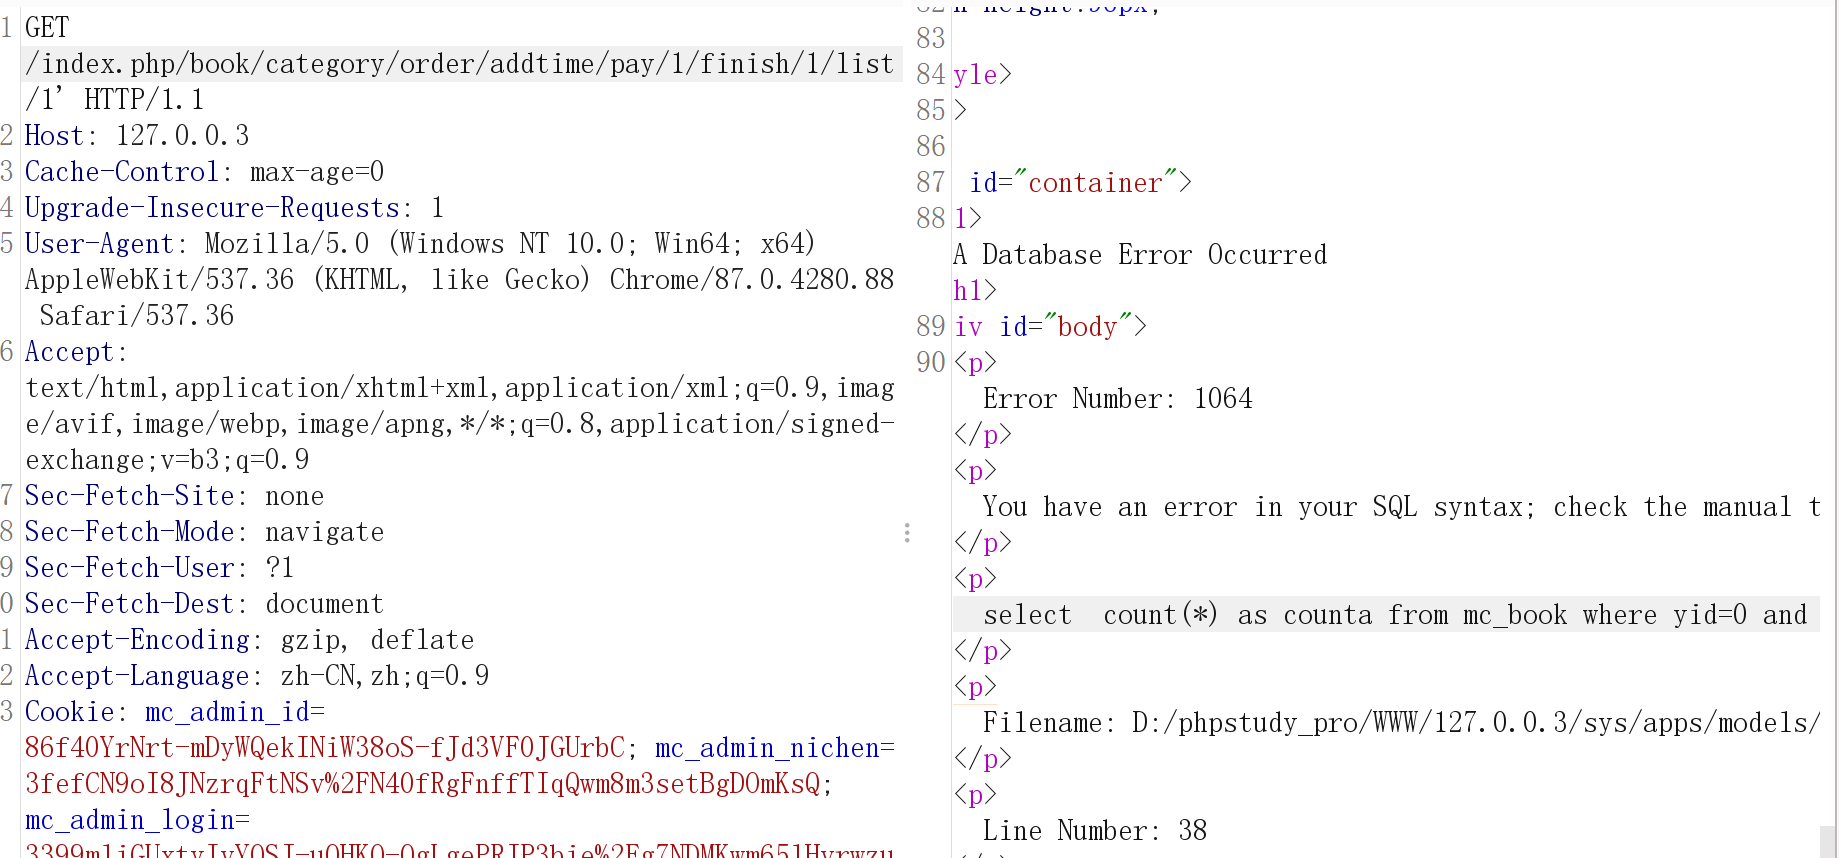 1 GET
/index.php/book/category/order/addtime/pay/1/finish/1/list
/1' HTTP/1.1
2 Host: 127.0.0.3
3 Cache-Control: max-age=0
4 Upgrade-Insecure-Requests: 1
5 User-Agent: Mozilla/5.0 (Windows NT 10.0; Win64; x64)
AppleWebKit/537.36 (KHTML, like Gecko) Chrome/87.0.4280.88
Safari/537.36
6 Accept:
text/html,application/xhtml+xml,application/xml;q=0.9,imag
e/avif,image/webp,image/apng,*/*;q=0.8,application/signed-
exchange;v=b3;q=0.9
7 Sec-Fetch-Site: none
8 Sec-Fetch-Mode: navigate
9 Sec-Fetch-User: ?1
0 Sec-Fetch-Dest: document
1 Accept-Encoding: gzip, deflate
2 Accept-Language: zh-CN,zh;q=0.9
3 Cookie: mc_admin_id=
86f40YrNrt-mDyWQekINiW38oS-fJd3VF0JGUrbC; mc_admin_nichen=
3fefCN9oI8JNzrqFtNSv%2FN40fRgFnffTIqQwm8m3setBgDOmKsQ;
mc_admin_login=
83
84 yle>
85 >
86
87 id="container">
88 1>
A Database Error Occurred
h1>
89 iv id="body">
90 <p>
Error Number: 1064
</p>
<p>
You have an error in your SQL syntax; check the manual t
</p>
<p>
select count(*) as counta from mc_book where yid=0 and
</p>
<p>
Filename: D:/phpstudy_pro/WWW/127.0.0.3/sys/apps/models/
</p>
<p>
Line Number: 38